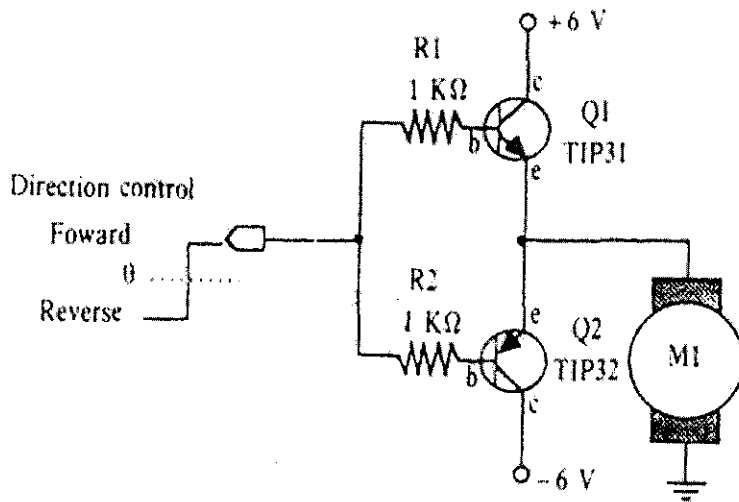 +6 V
R1
1 KΩ
c
Q1
b
TIP31
e
Direction control
Foward
0
Reverse
R2
1 KΩ
e
Q2
b
TIP32
c
M1
-6 V